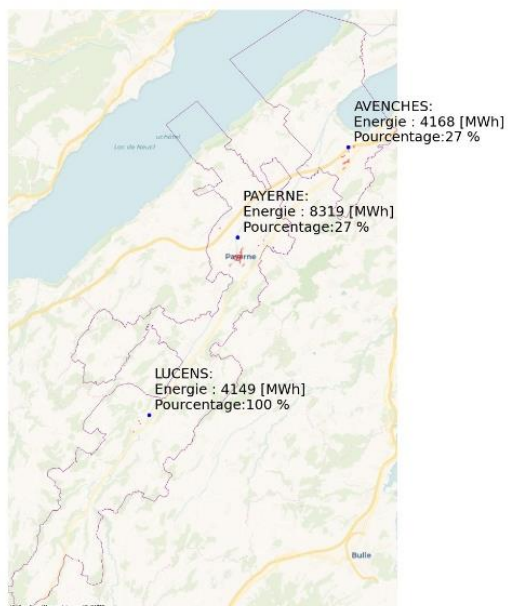 AVENCHES:
Energie : 4168 [MWh]
Pourcentage:27 %
PAYERNE:
Energie : 8319 [MWh]
Pourcentage:27 %
Payerne
LUCENS:
Energie : 4149 [MWh]
Pourcentage:100 %
Bulle